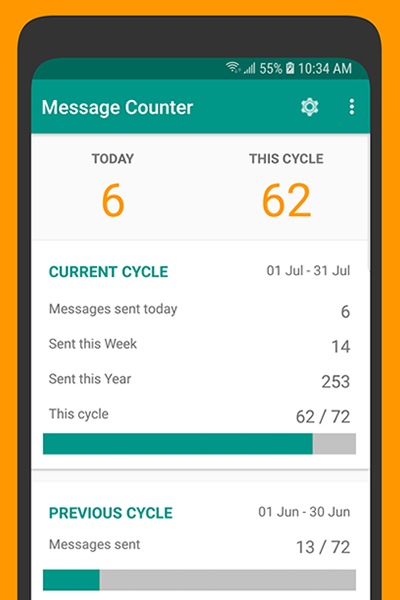 55% 10:34 AM
Message Counter
TODAY THIS CYCLE
6 62
CURRENT CYCLE 01 Jul - 31 Jul
Messages sent today 6
Sent this Week 14
Sent this Year 253
This cycle 62 / 72
PREVIOUS CYCLE 01 Jun - 30 Jun
Messages sent 13 / 72